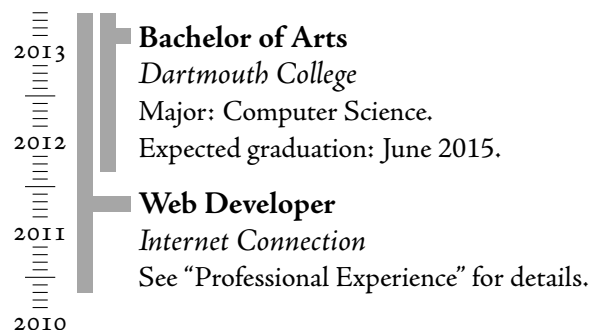 2013
Bachelor of Arts
Dartmouth College
Major: Computer Science.
2012
Expected graduation: June 2015.
Web Developer
2011
Internet Connection
See “Professional Experience” for details.
2010